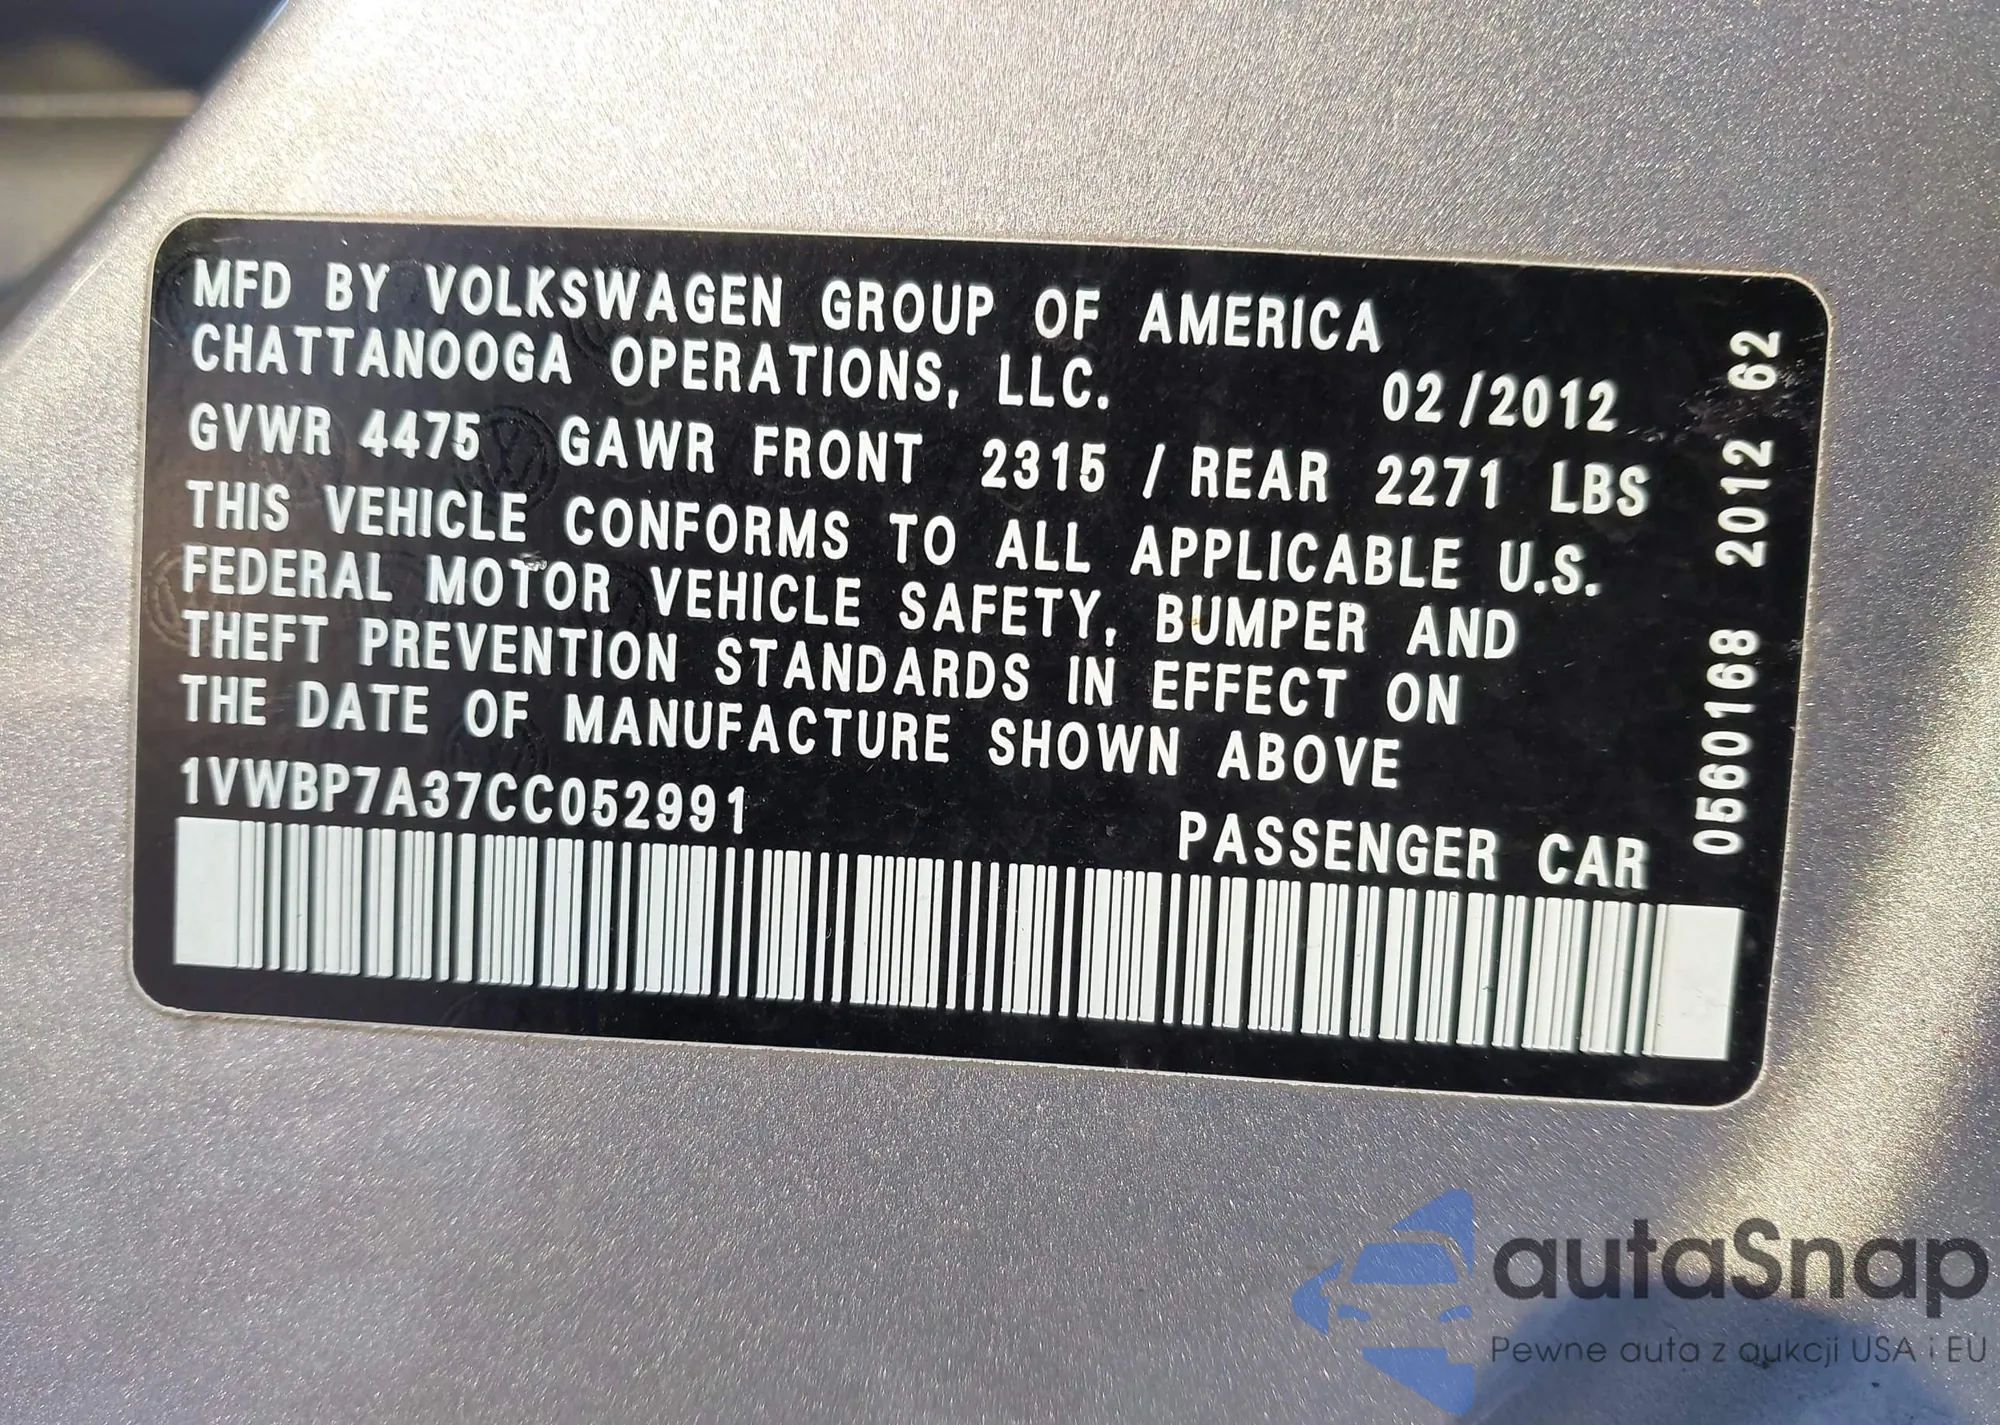 MFD BY VOLKSWAGEN GROUP OF AMERICA
CHATTANOOGA OPERATIONS, LLC.
02/2012
GVWR 4475 GAWR FRONT 2315 / REAR 2271 LBS
THIS VEHICLE CONFORMS TO ALL APPLICABLE U.S.
FEDERAL MOTOR VEHICLE SAFETY, BUMPER AND
THEFT PREVENTION STANDARDS IN EFFECT ON
THE DATE OF MANUFACTURE SHOWN ABOVE
1VWBP7A37CC052991
PASSENGER CAR
0560168 2012 62
autaSnap
Pewne auta z aukcji USA i EU